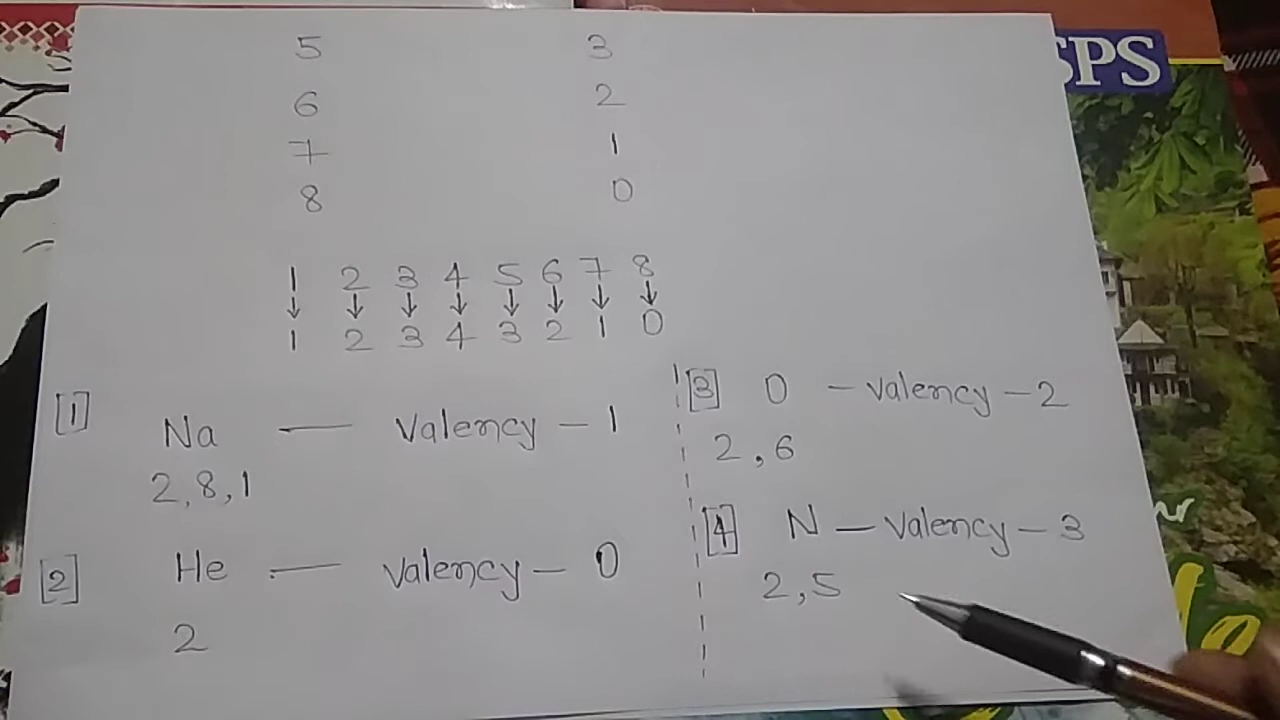 5 3
6 2
7 1
8 0
1 2 3 4 5 6 7 8
↓ ↓ ↓ ↓ ↓ ↓ ↓ ↓
1 2 3 4 3 2 1 0
[1] Na — Valency - 1
2,8,1
[2] He — Valency - 0
2
[3] O - Valency - 2
2,6
[4] N - Valency - 3
2,5
SPS